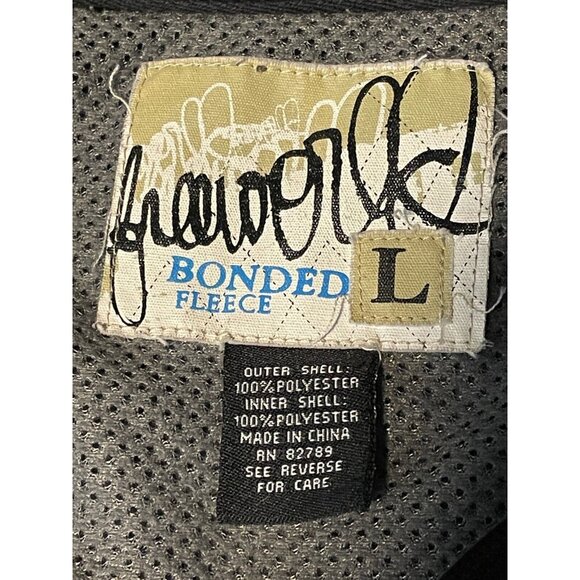 freeworld
BONDED
FLEECE
L
OUTER SHELL:
100%POLYESTER
INNER SHELL:
100%POLYESTER
MADE IN CHINA
RN 82789
SEE REVERSE
FOR CARE